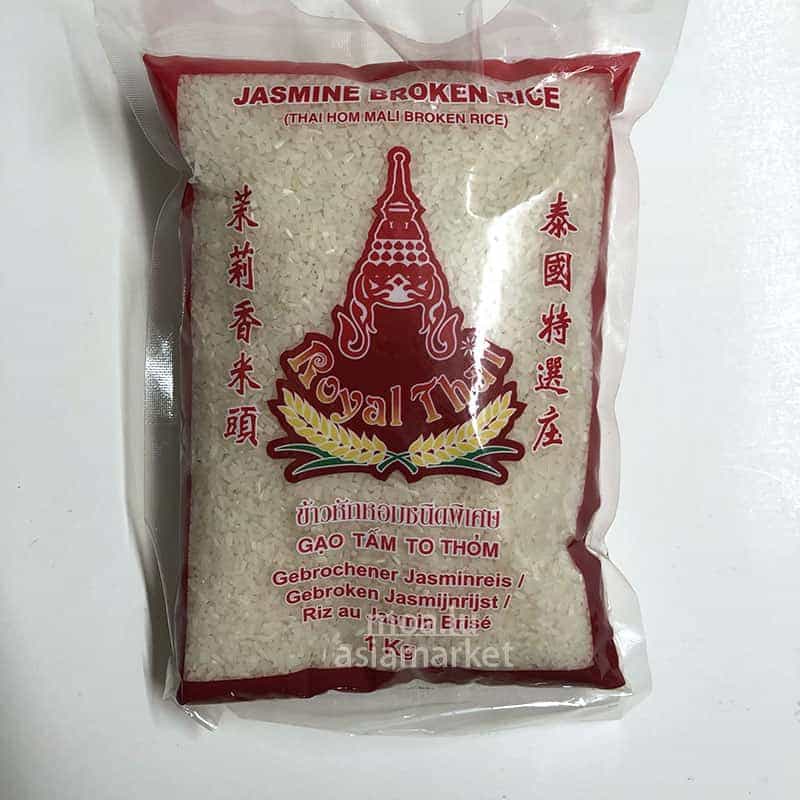 JASMINE BROKEN RICE
(THAI HOM MALI BROKEN RICE)
茉莉香米頭
泰國特選庄
Royal Thai
ข้าวหักหอมชนิดพิเศษ
GẠO TẤM TO THƠM
Gebrochener Jasminreis /
Gebroken Jasmijnrijst /
Riz au Jasmin Brisé
1 Kg
asiamarket